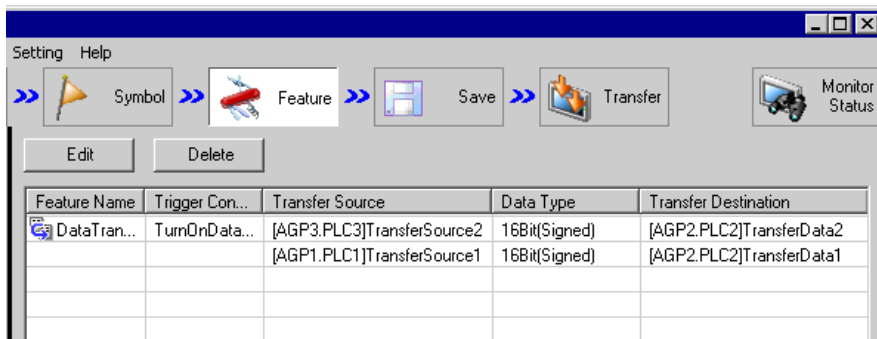 Setting Help
Symbol Feature Save Transfer Monitor Status
Edit Delete
Feature Name Trigger Con... Transfer Source Data Type Transfer Destination
DataTran... TurnOnData... [AGP3.PLC3]TransferSource2 16Bit(Signed) [AGP2.PLC2]TransferData2
[AGP1.PLC1]TransferSource1 16Bit(Signed) [AGP2.PLC2]TransferData1